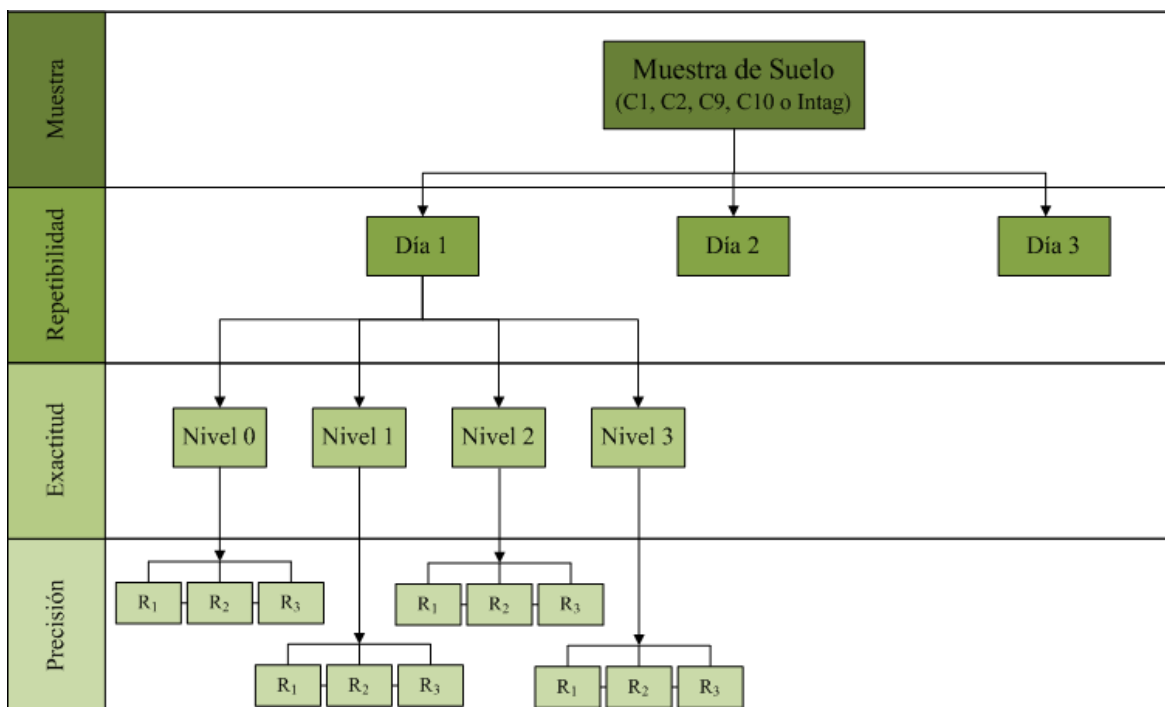 Muestra
Muestra de Suelo
(C1, C2, C9, C10 o Intag)
Repetibilidad
Día 1
Día 2
Día 3
Exactitud
Nivel 0
Nivel 1
Nivel 2
Nivel 3
Precisión
R₁
R₂
R₃
R₁
R₂
R₃
R₁
R₂
R₃
R₁
R₂
R₃